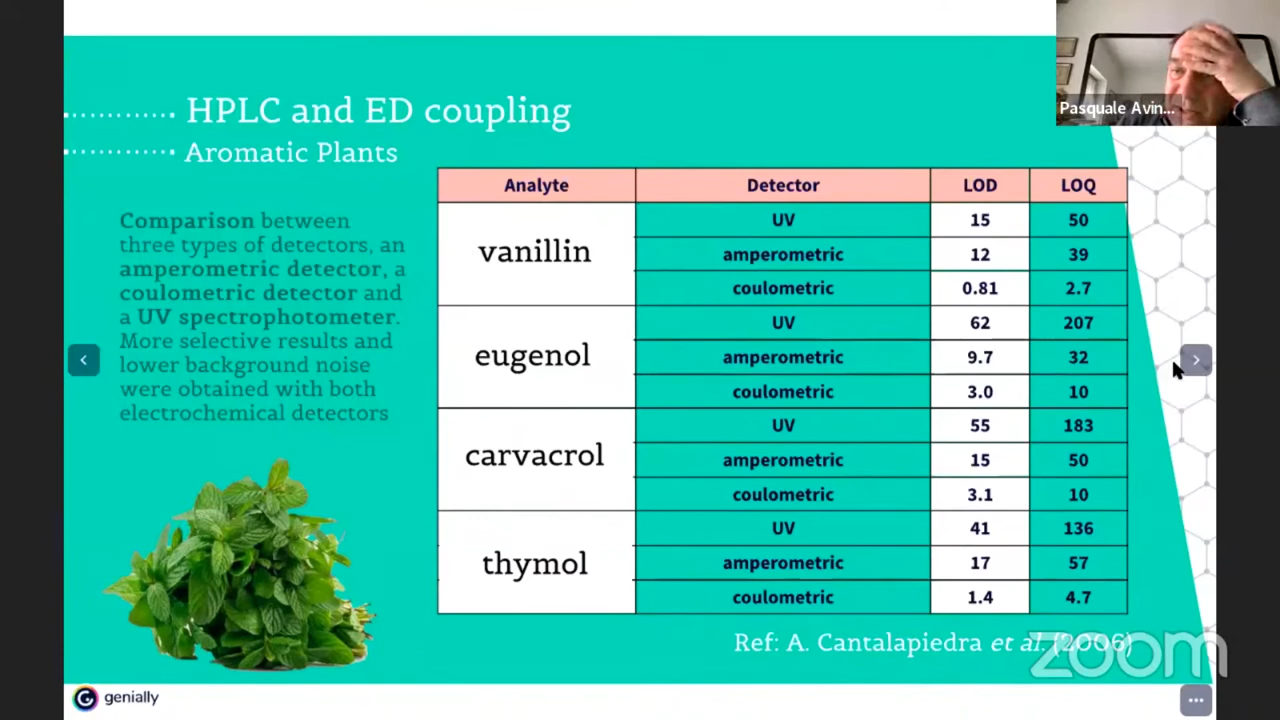 HPLC and ED coupling
Aromatic Plants
Pasquale Avin...
Comparison between
three types of detectors, an
amperometric detector, a
coulometric detector and
a UV spectrophotometer.
More selective results and
lower background noise
were obtained with both
electrochemical detectors
Analyte Detector LOD LOQ
vanillin
UV 15 50
amperometric 12 39
coulometric 0.81 2.7
eugenol
UV 62 207
amperometric 9.7 32
coulometric 3.0 10
carvacrol
UV 55 183
amperometric 15 50
coulometric 3.1 10
thymol
UV 41 136
amperometric 17 57
coulometric 1.4 4.7
Ref: A. Cantalapiedra et al. (2006)
zoom
genially